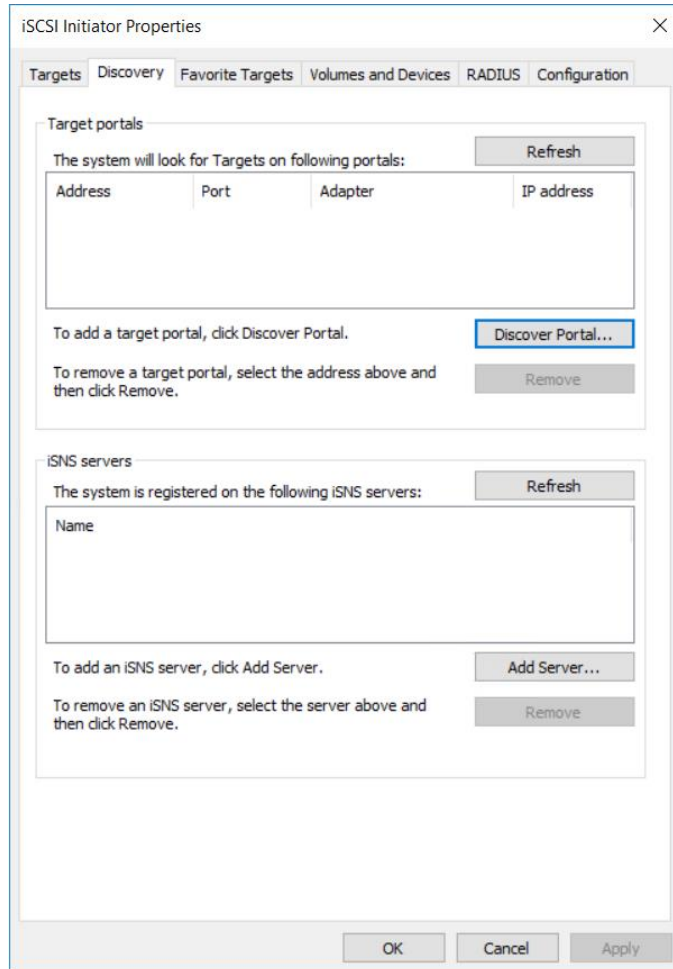 iSCSI Initiator Properties
Targets Discovery Favorite Targets Volumes and Devices RADIUS Configuration
Target portals
The system will look for Targets on following portals:
Refresh
Address Port Adapter IP address
To add a target portal, click Discover Portal.
Discover Portal...
To remove a target portal, select the address above and
then click Remove.
Remove
iSNS servers
The system is registered on the following iSNS servers:
Refresh
Name
To add an iSNS server, click Add Server.
Add Server...
To remove an iSNS server, select the server above and
then click Remove.
Remove
OK Cancel Apply